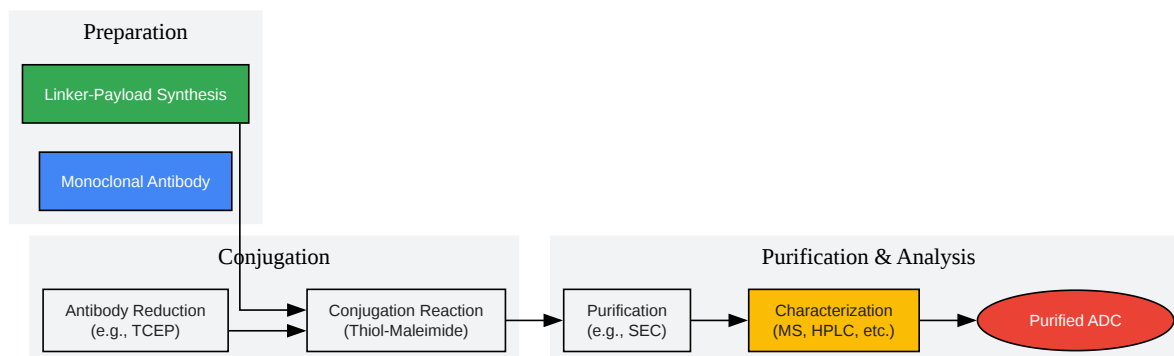 Preparation
Linker-Payload Synthesis
Monoclonal Antibody
Conjugation
Antibody Reduction
(e.g., TCEP)
Conjugation Reaction
(Thiol-Maleimide)
Purification & Analysis
Purification
(e.g., SEC)
Characterization
(MS, HPLC, etc.)
Purified ADC